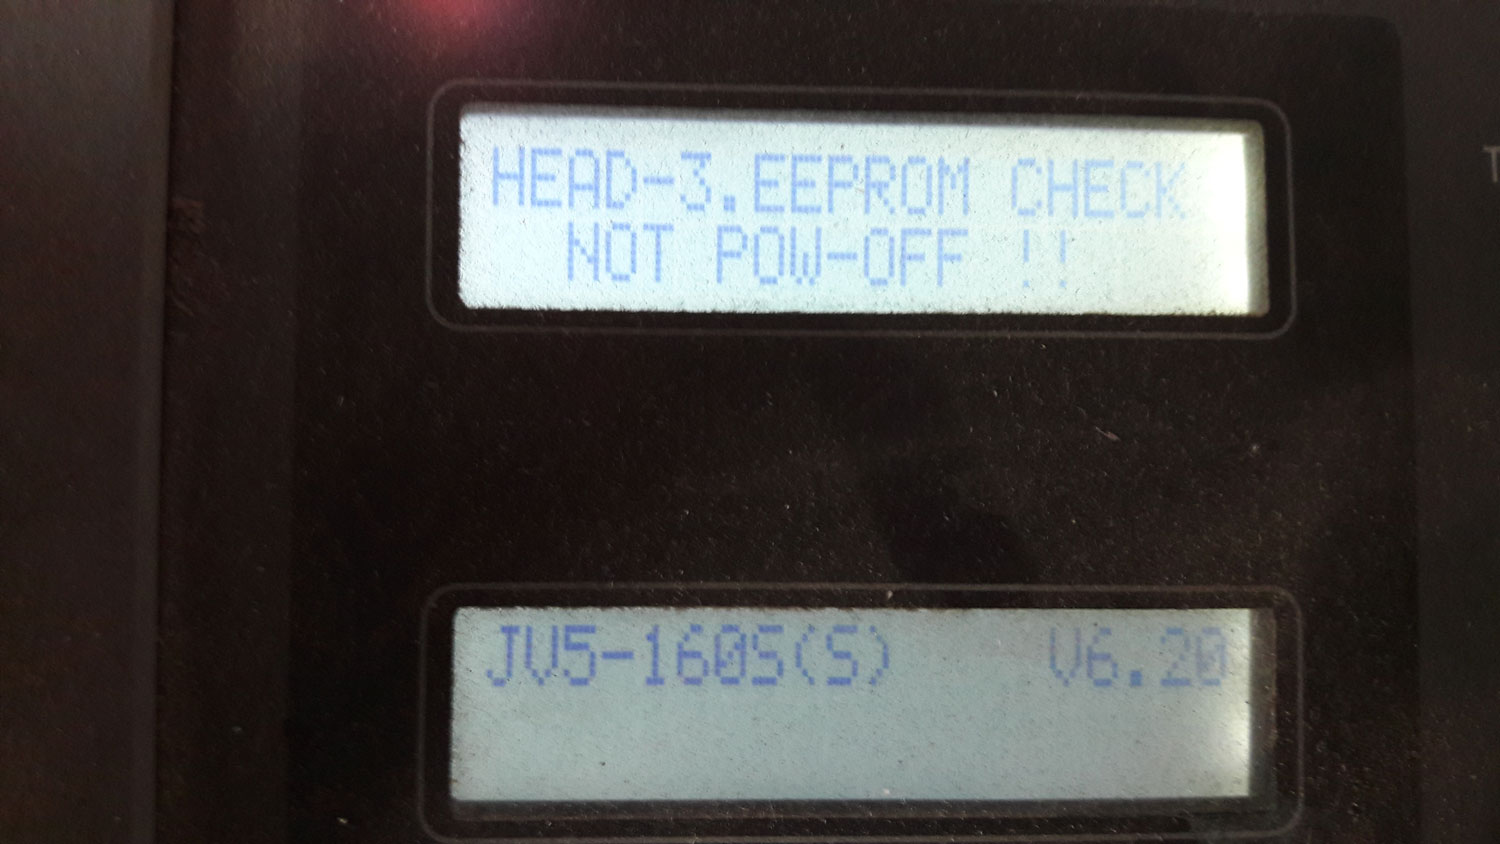 HEAD-3.EEPROM CHECK
NOT POW-OFF !!
JV5-160S(S) V6.20